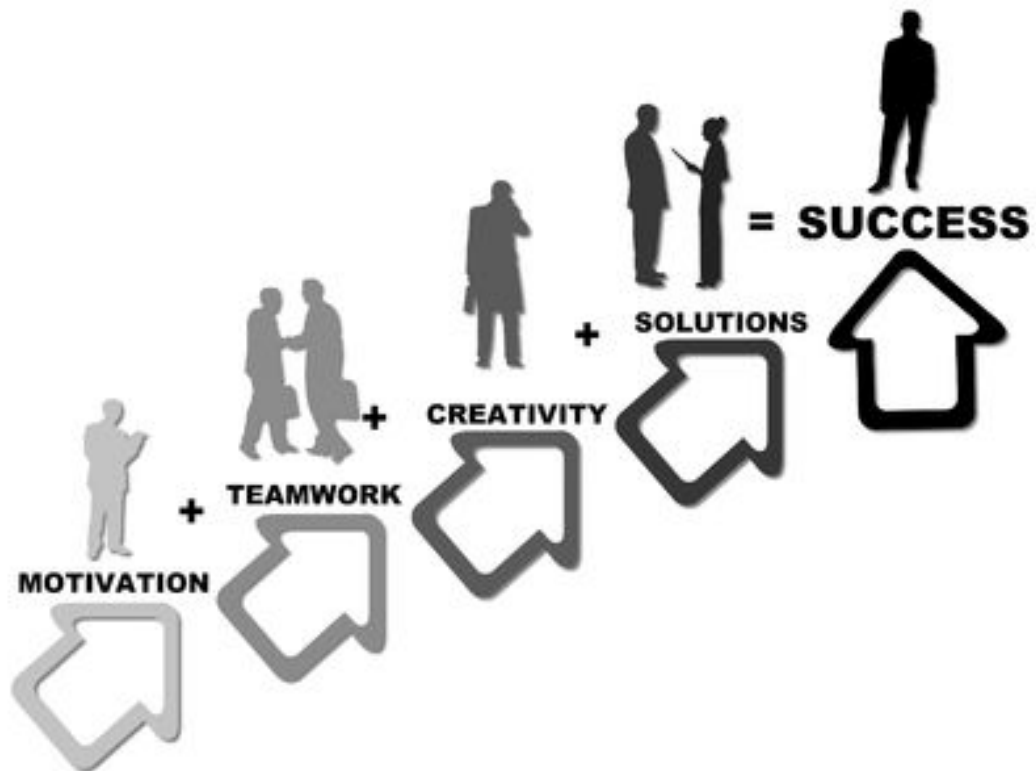 MOTIVATION
+
TEAMWORK
+
CREATIVITY
+
SOLUTIONS
= SUCCESS